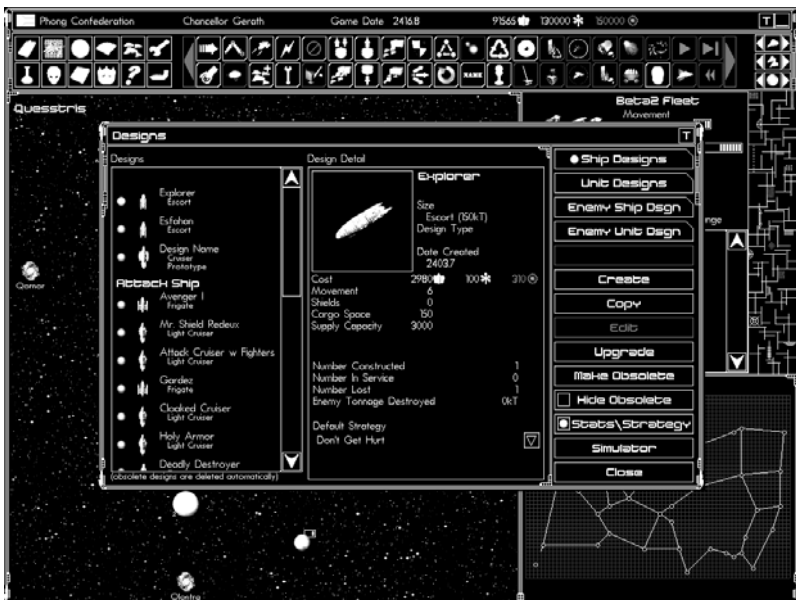 Phong Confederation Chancellor Gerath Game Date 2416.8 91565 130000 150000 T
NAME
Quesstris
Beta2 Fleet
Movement
Designs T
Designs
Explorer
Escort
Esfahan
Escort
Design Name
Cruiser
Prototype
Attack Ship
Avenger I
Frigate
Mr. Shield Redeux
Light Cruiser
Attack Cruiser w Fighters
Light Cruiser
Gardez
Frigate
Cloaked Cruiser
Light Cruiser
Holy Armor
Light Cruiser
Deadly Destroyer
(obsolete designs are deleted automatically)
Design Detail
Explorer
Size
Escort (150kT)
Design Type
Date Created
2403.7
Cost 2980 100 310
Movement 6
Shields 0
Cargo Space 150
Supply Capacity 3000
Number Constructed 1
Number In Service 0
Number Lost 1
Enemy Tonnage Destroyed 0kT
Default Strategy
Don't Get Hurt
Ship Designs
Unit Designs
Enemy Ship Dsgn
Enemy Unit Dsgn
Create
Copy
Edit
Upgrade
Make Obsolete
Hide Obsolete
Stats\Strategy
Simulator
Close
nge